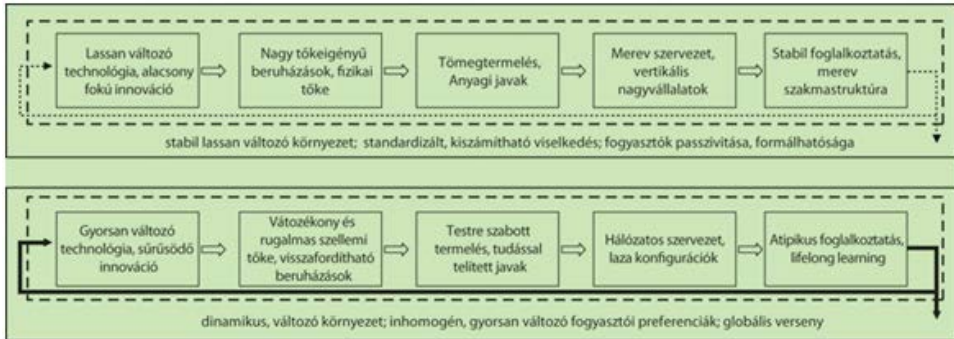 Lassan változó
technológia, alacsony
fokú innováció
Nagy tőkeigényű
beruházások, fizikai
tőke
Tömegtermelés,
Anyagi javak
Merev szervezet,
vertikális
nagyvállalatok
Stabil foglalkoztatás,
merev
szakmastruktúra
stabil lassan változó környezet; standardizált, kiszámítható viselkedés; fogyasztók passzivitása, formálhatósága
Gyorsan változó
technológia, sűrűsödő
innováció
Vátozékony és
rugalmas szellemi
tőke, visszafordítható
beruházások
Testre szabott
termelés, tudással
telített javak
Hálózatos szervezet,
laza konfigurációk
Atipikus foglalkoztatás,
lifelong learning
dinamikus, változó környezet; inhomogén, gyorsan változó fogyasztói preferenciák; globális verseny